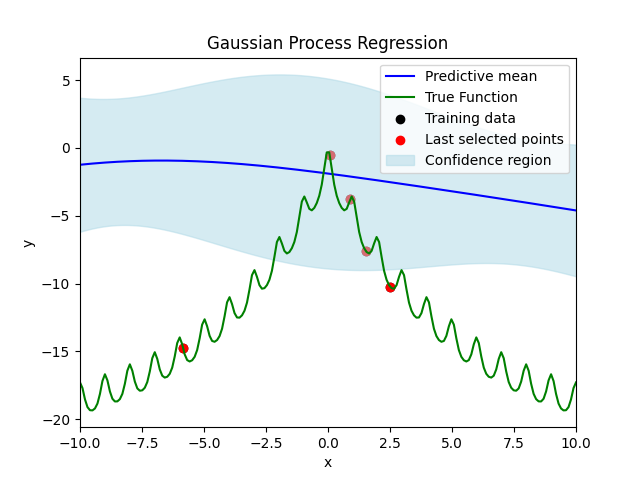 Gaussian Process Regression
Predictive mean
True Function
Training data
Last selected points
Confidence region
5
0
−5
−10
−15
−20
y
−10.0 −7.5 −5.0 −2.5 0.0 2.5 5.0 7.5 10.0
x